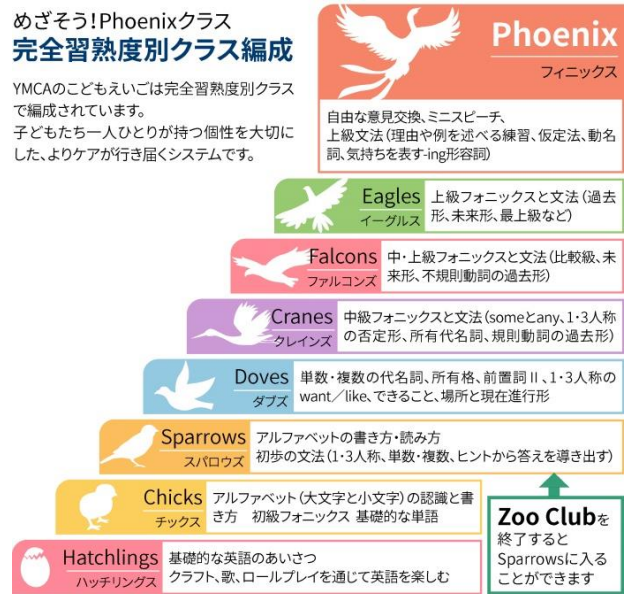 めざそう!Phoenixクラス
完全習熟度別クラス編成
YMCAのこどもえいごは完全習熟度別クラス
で編成されています。
子どもたち一人ひとりが持つ個性を大切に
した、よりケアが行き届くシステムです。
Phoenix
フィニックス
自由な意見交換、ミニスピーチ、
上級文法(理由や例を述べる練習、仮定法、動名
詞、気持ちを表す-ing形容詞)
Eagles
イーグルス
上級フォニックスと文法(過去
形、未来形、最上級など)
Falcons
ファルコンズ
中・上級フォニックスと文法(比較級、未
来形、不規則動詞の過去形)
Cranes
クレインズ
中級フォニックスと文法(someとany、1・3人称
の否定形、所有代名詞、規則動詞の過去形)
Doves
ダブズ
単数・複数の代名詞、所有格、前置詞Ⅱ、1・3人称の
want/like、できること、場所と現在進行形
Sparrows
スパロウズ
アルファベットの書き方・読み方
初歩の文法(1・3人称、単数・複数、ヒントから答えを導き出す)
Chicks
チックス
アルファベット(大文字と小文字)の認識と書
き方 初級フォニックス 基礎的な単語
Hatchlings
ハッチリングス
基礎的な英語のあいさつ
クラフト、歌、ロールプレイを通じて英語を楽しむ
Zoo Clubを
終了すると
Sparrowsに入る
ことができます